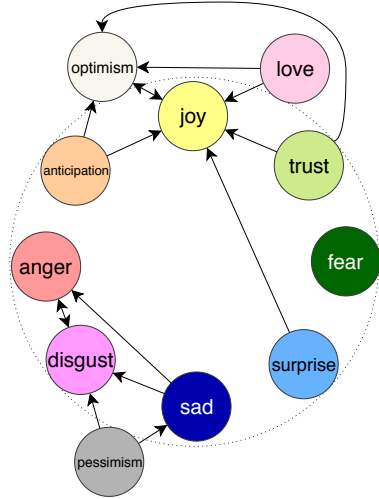 optimism
love
joy
trust
anticipation
anger
fear
disgust
surprise
sad
pessimism